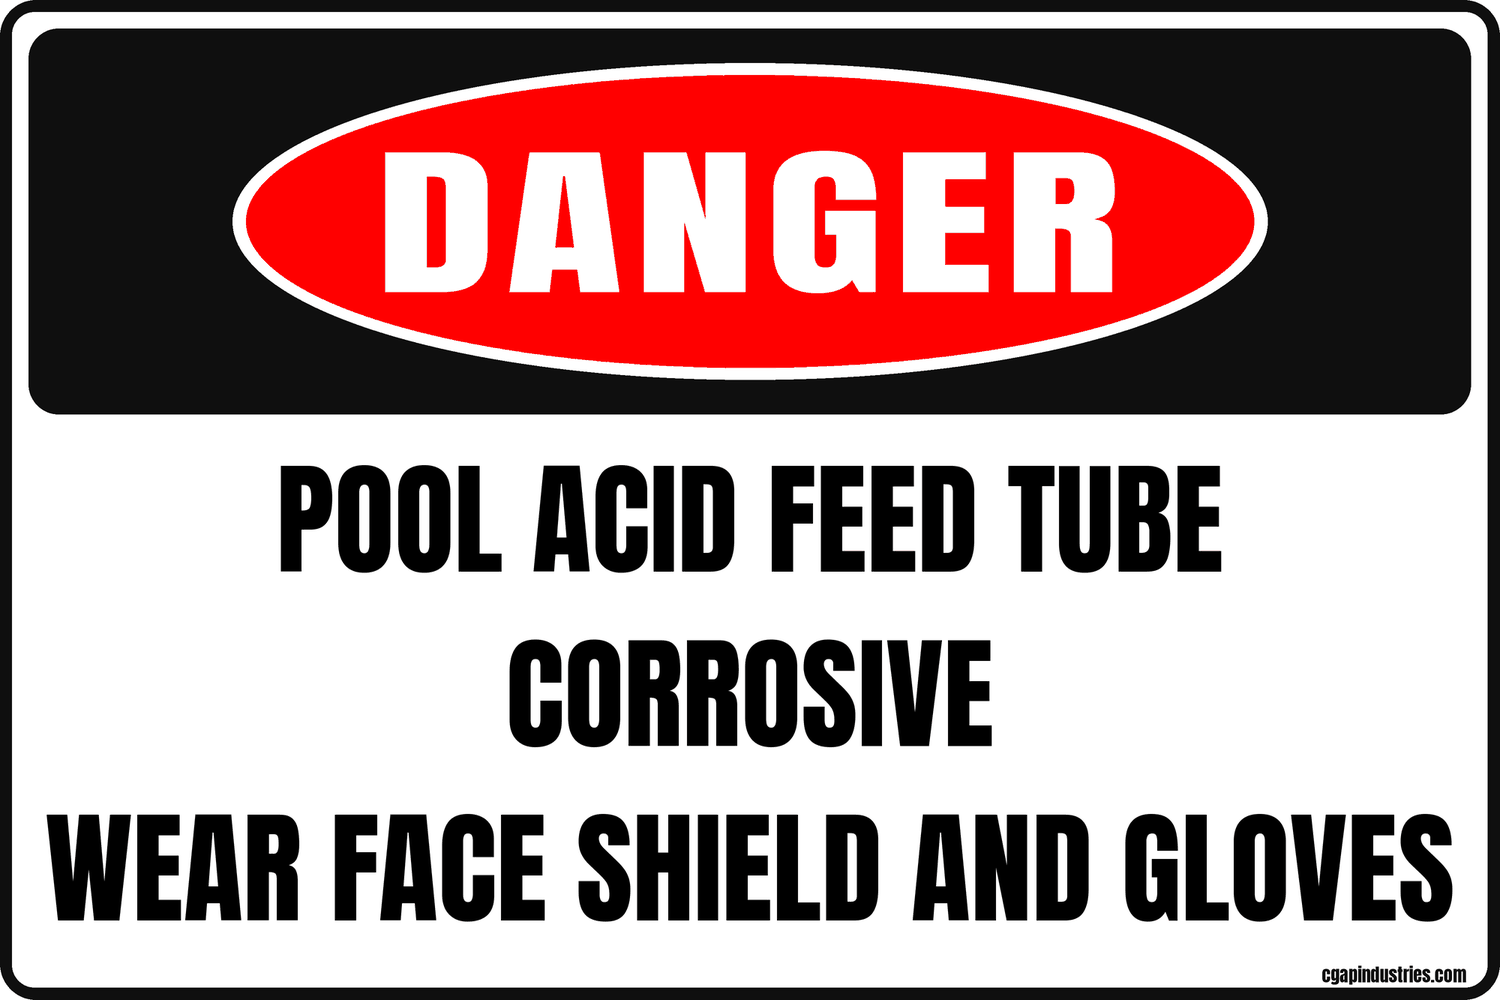 DANGER
POOL ACID FEED TUBE
CORROSIVE
WEAR FACE SHIELD AND GLOVES
cgapindustries.com